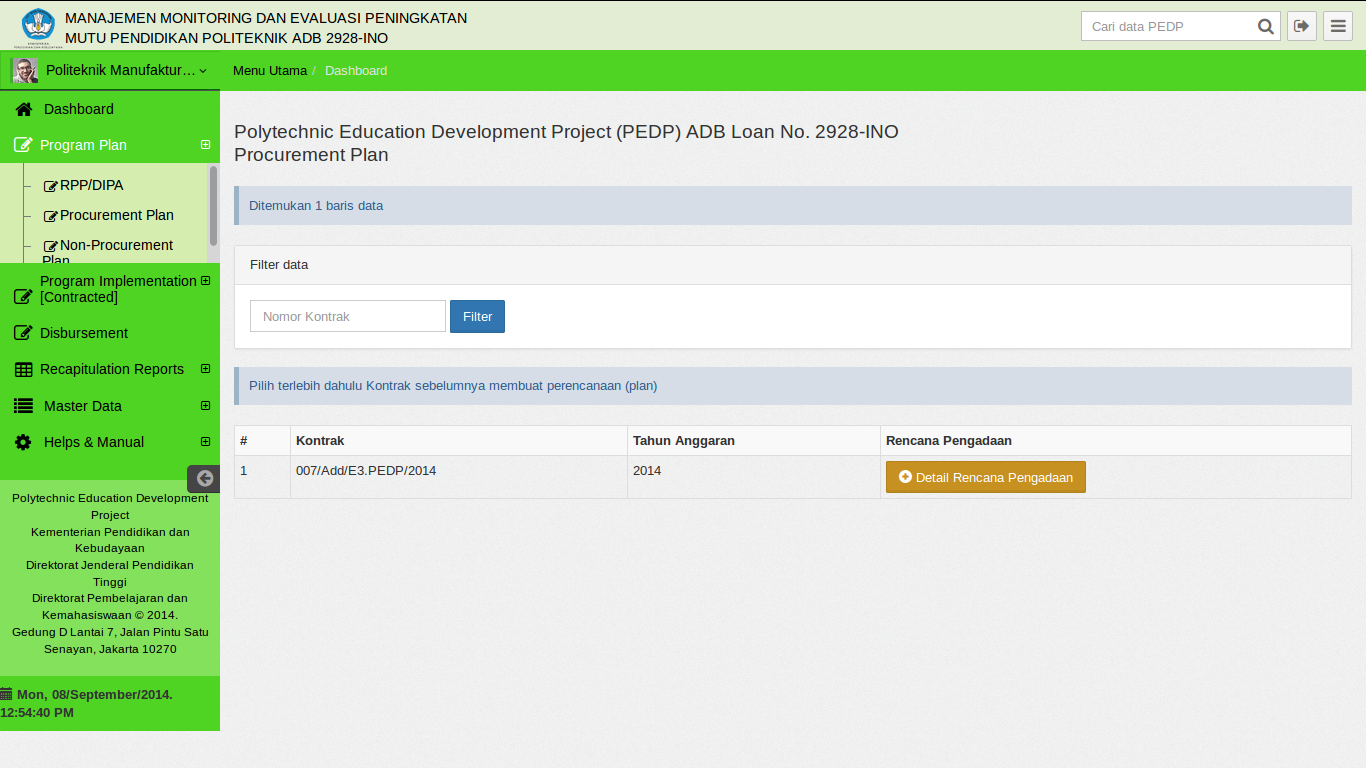 MANAJEMEN MONITORING DAN EVALUASI PENINGKATAN
MUTU PENDIDIKAN POLITEKNIK ADB 2928-INO
Cari data PEDP
Politeknik Manufaktur...
Menu Utama / Dashboard
Dashboard
Program Plan
RPP/DIPA
Procurement Plan
Non-Procurement
Plan
Program Implementation
[Contracted]
Disbursement
Recapitulation Reports
Master Data
Helps & Manual
Polytechnic Education Development
Project
Kementerian Pendidikan dan
Kebudayaan
Direktorat Jenderal Pendidikan
Tinggi
Direktorat Pembelajaran dan
Kemahasiswaan © 2014.
Gedung D Lantai 7, Jalan Pintu Satu
Senayan, Jakarta 10270
Mon, 08/September/2014.
12:54:40 PM
Polytechnic Education Development Project (PEDP) ADB Loan No. 2928-INO
Procurement Plan
Ditemukan 1 baris data
Filter data
Nomor Kontrak Filter
Pilih terlebih dahulu Kontrak sebelumnya membuat perencanaan (plan)
# Kontrak Tahun Anggaran Rencana Pengadaan
1 007/Add/E3.PEDP/2014 2014 Detail Rencana Pengadaan